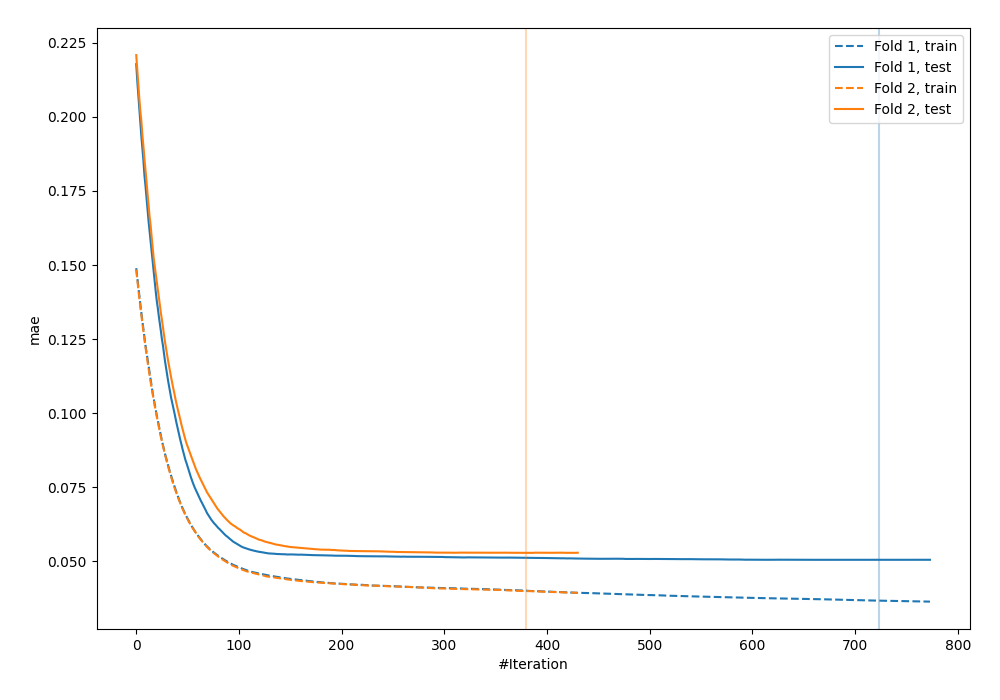 0.225
0.200
0.175
0.150
0.125
0.100
0.075
0.050
mae
0 100 200 300 400 500 600 700 800
#Iteration
Fold 1, train
Fold 1, test
Fold 2, train
Fold 2, test